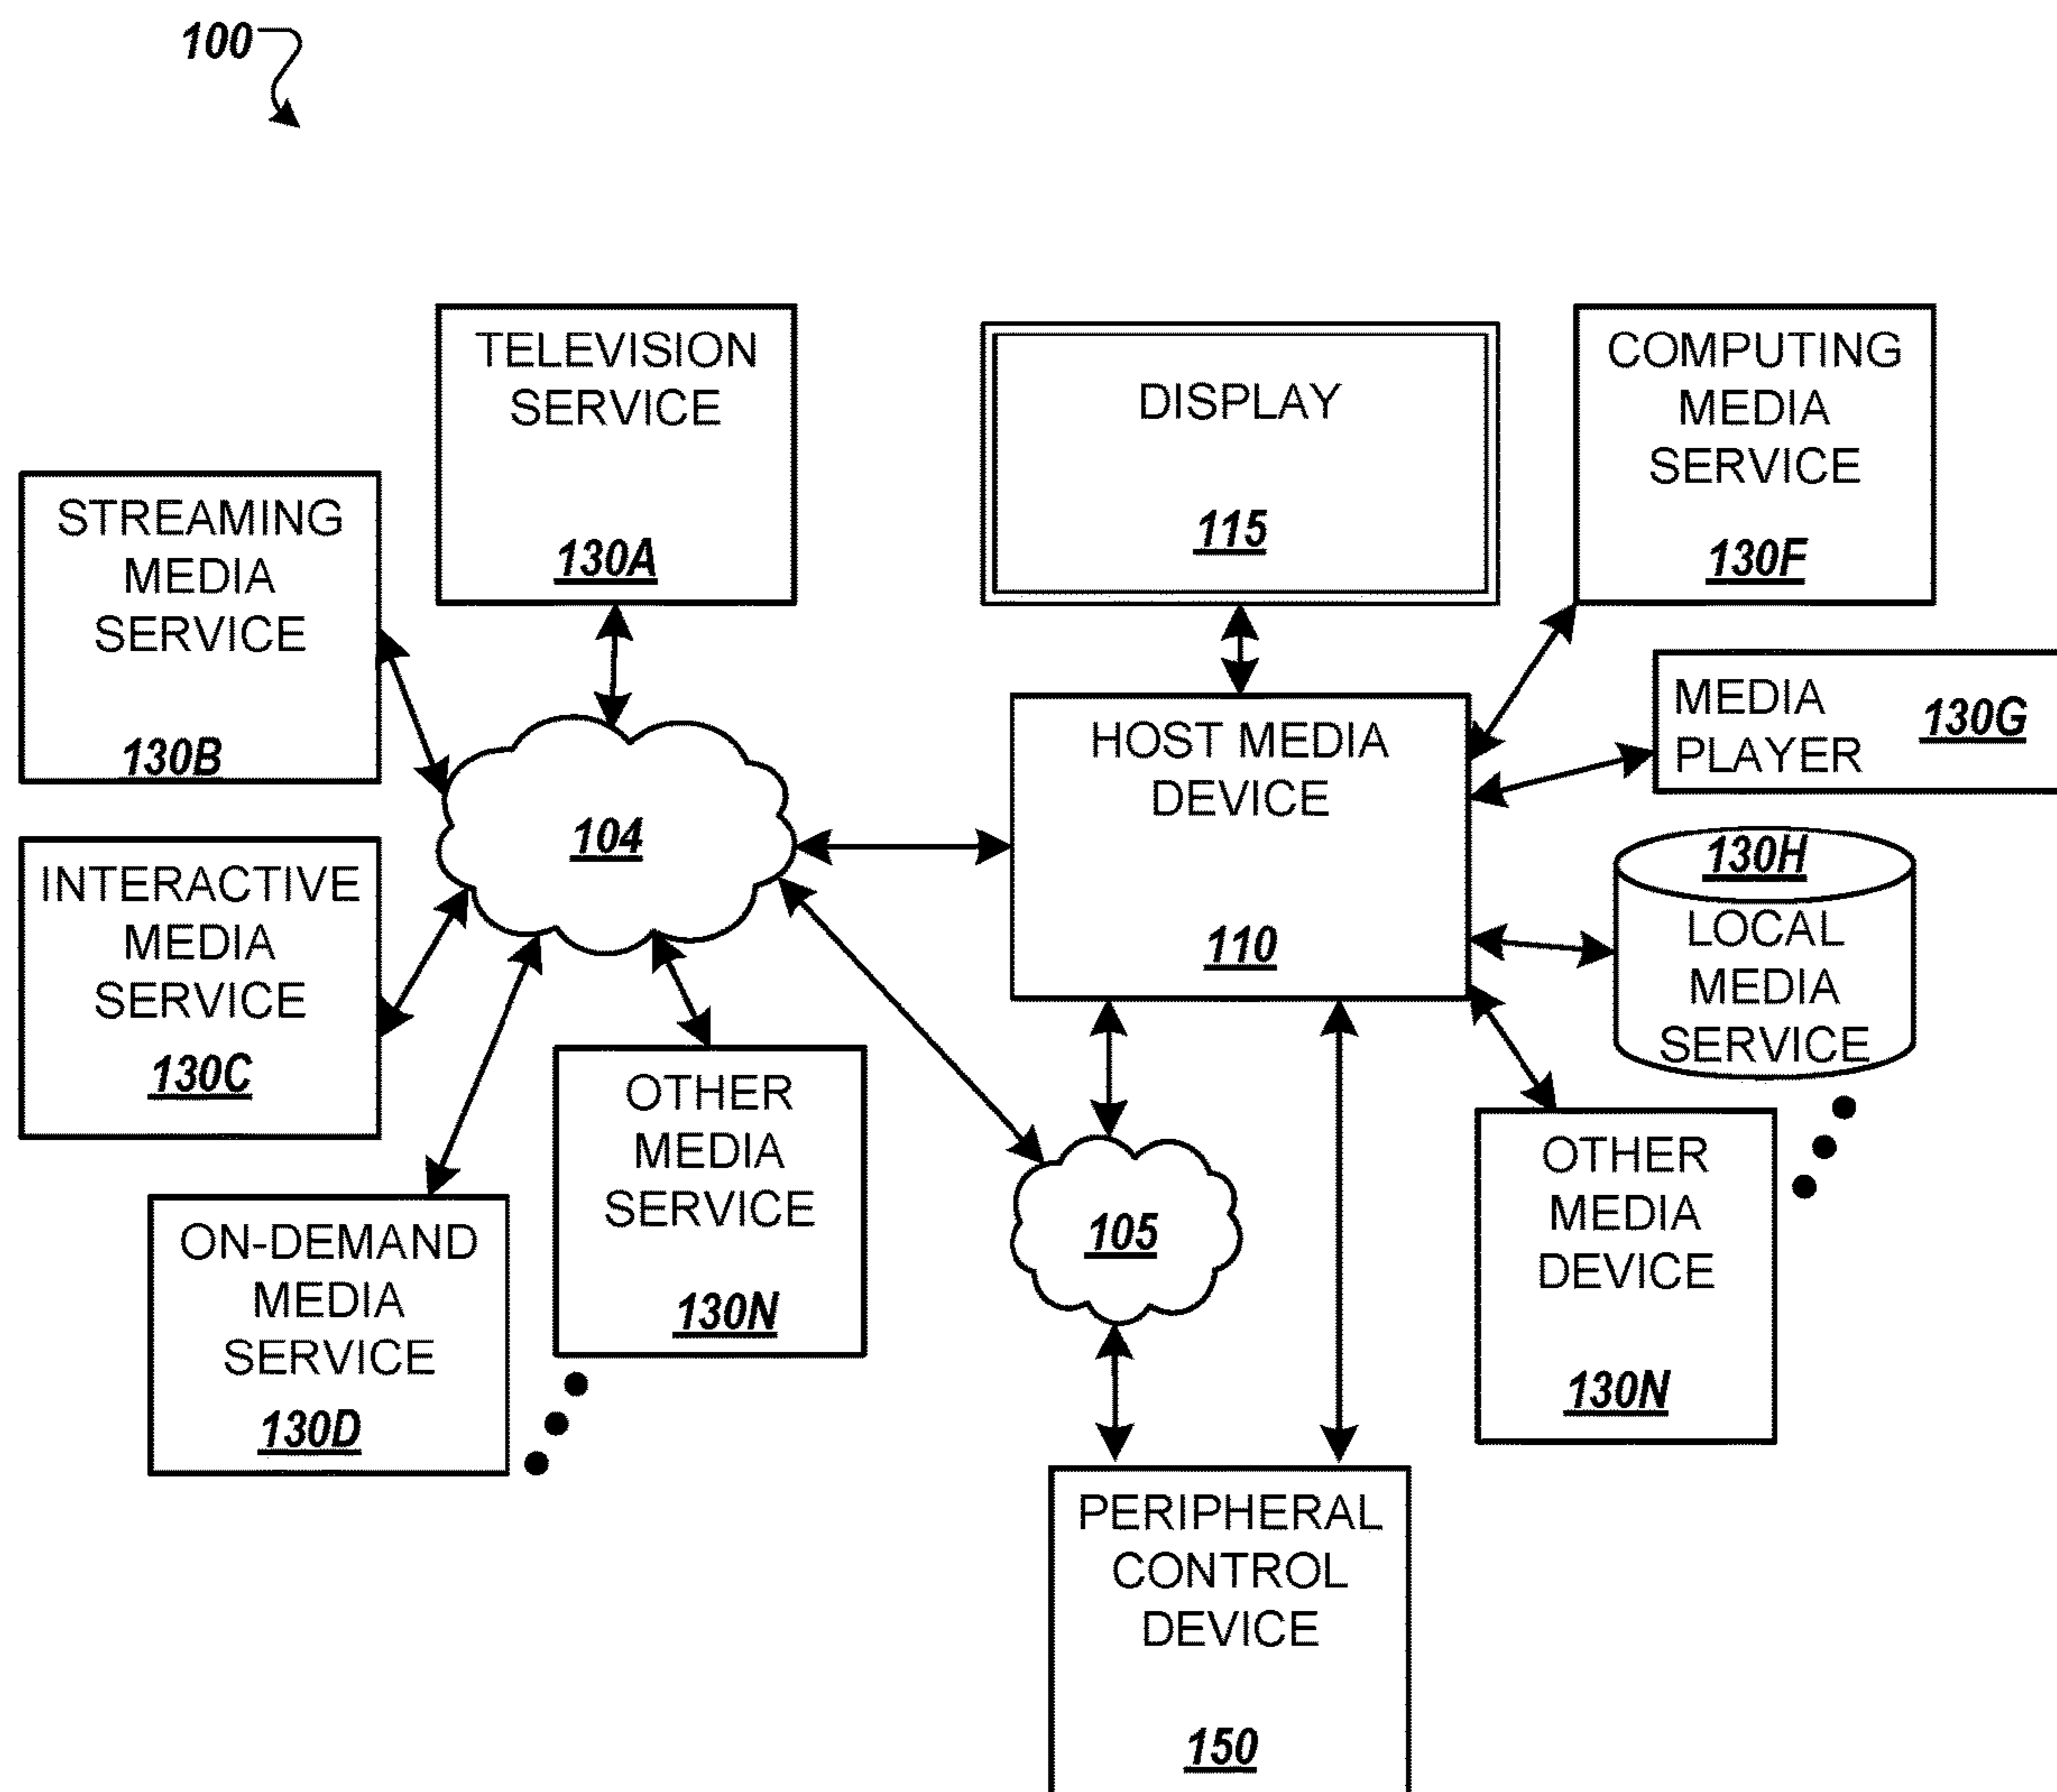 100
TELEVISION
SERVICE
130A
DISPLAY
115
COMPUTING
MEDIA
SERVICE
130F
STREAMING
MEDIA
SERVICE
130B
MEDIA
PLAYER
130G
HOST MEDIA
DEVICE
110
104
INTERACTIVE
MEDIA
SERVICE
130C
130H
LOCAL
MEDIA
SERVICE
OTHER
MEDIA
SERVICE
130N
OTHER
MEDIA
DEVICE
130N
105
ON-DEMAND
MEDIA
SERVICE
130D
PERIPHERAL
CONTROL
DEVICE
150